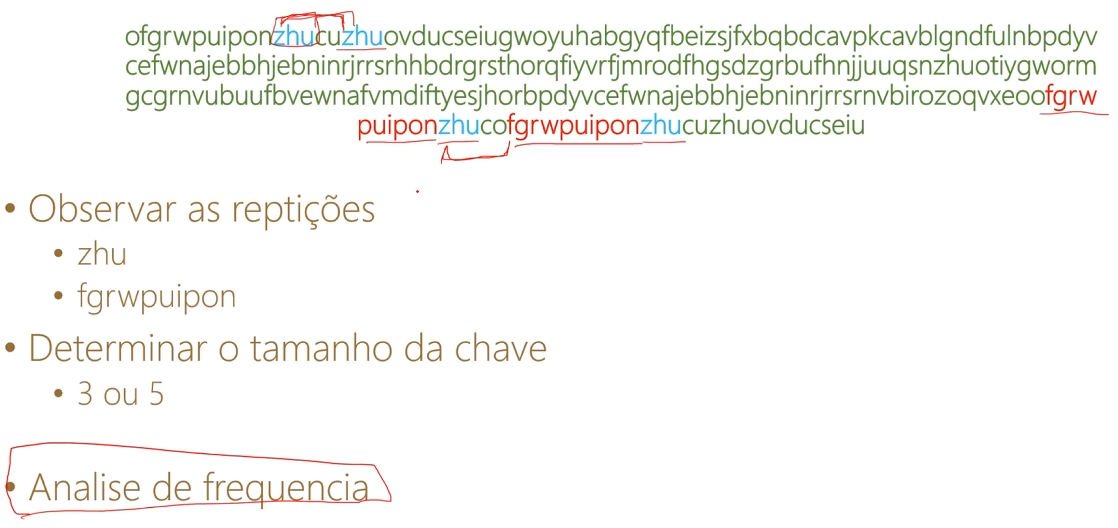 ofgrwpuiponzhucuzhuovducseiugwoyuhabgyqfbeizsjfxbqbdcavpkcavblgndfulnbpdyv
cefwnajebbhjebninrjrrsrhhbdrgrsthorqfiyvrfjmrodfhgsdzgrbufhnjjuuqsnzhuotiygworm
gcgrnvubuufbvewnafvmdiftyesjhorbpdyvcefwnajebbhjebninrjrrsrnvbirozoqvxeoofgrw
puiponzhucofgrwpuiponzhucuzhuovducseiu
• Observar as reptições
• zhu
• fgrwpuipon
• Determinar o tamanho da chave
• 3 ou 5
• Analise de frequencia